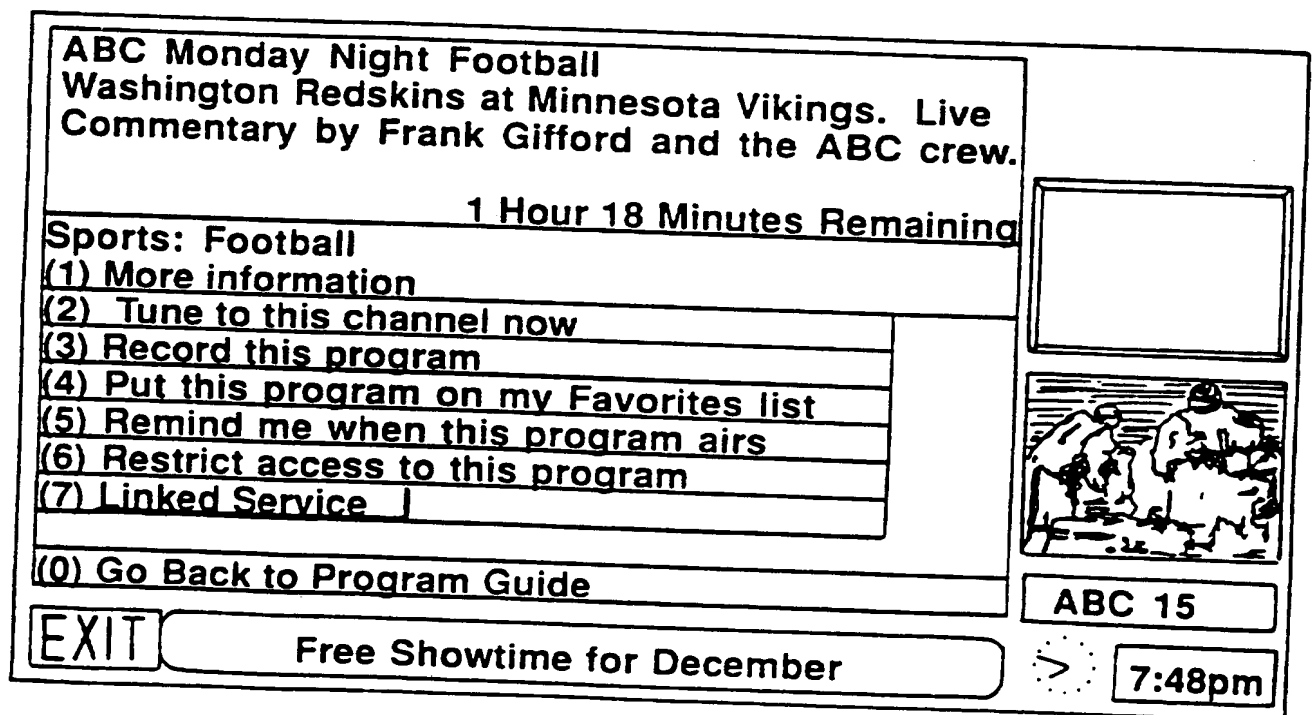 ABC Monday Night Football
Washington Redskins at Minnesota Vikings.  Live
Commentary by Frank Gifford and the ABC crew.
1 Hour 18 Minutes Remaining
Sports: Football
(1) More information
(2) Tune to this channel now
(3) Record this program
(4) Put this program on my Favorites list
(5) Remind me when this program airs
(6) Restrict access to this program
(7) Linked Service
(0) Go Back to Program Guide
ABC 15
EXIT
Free Showtime for December
7:48pm